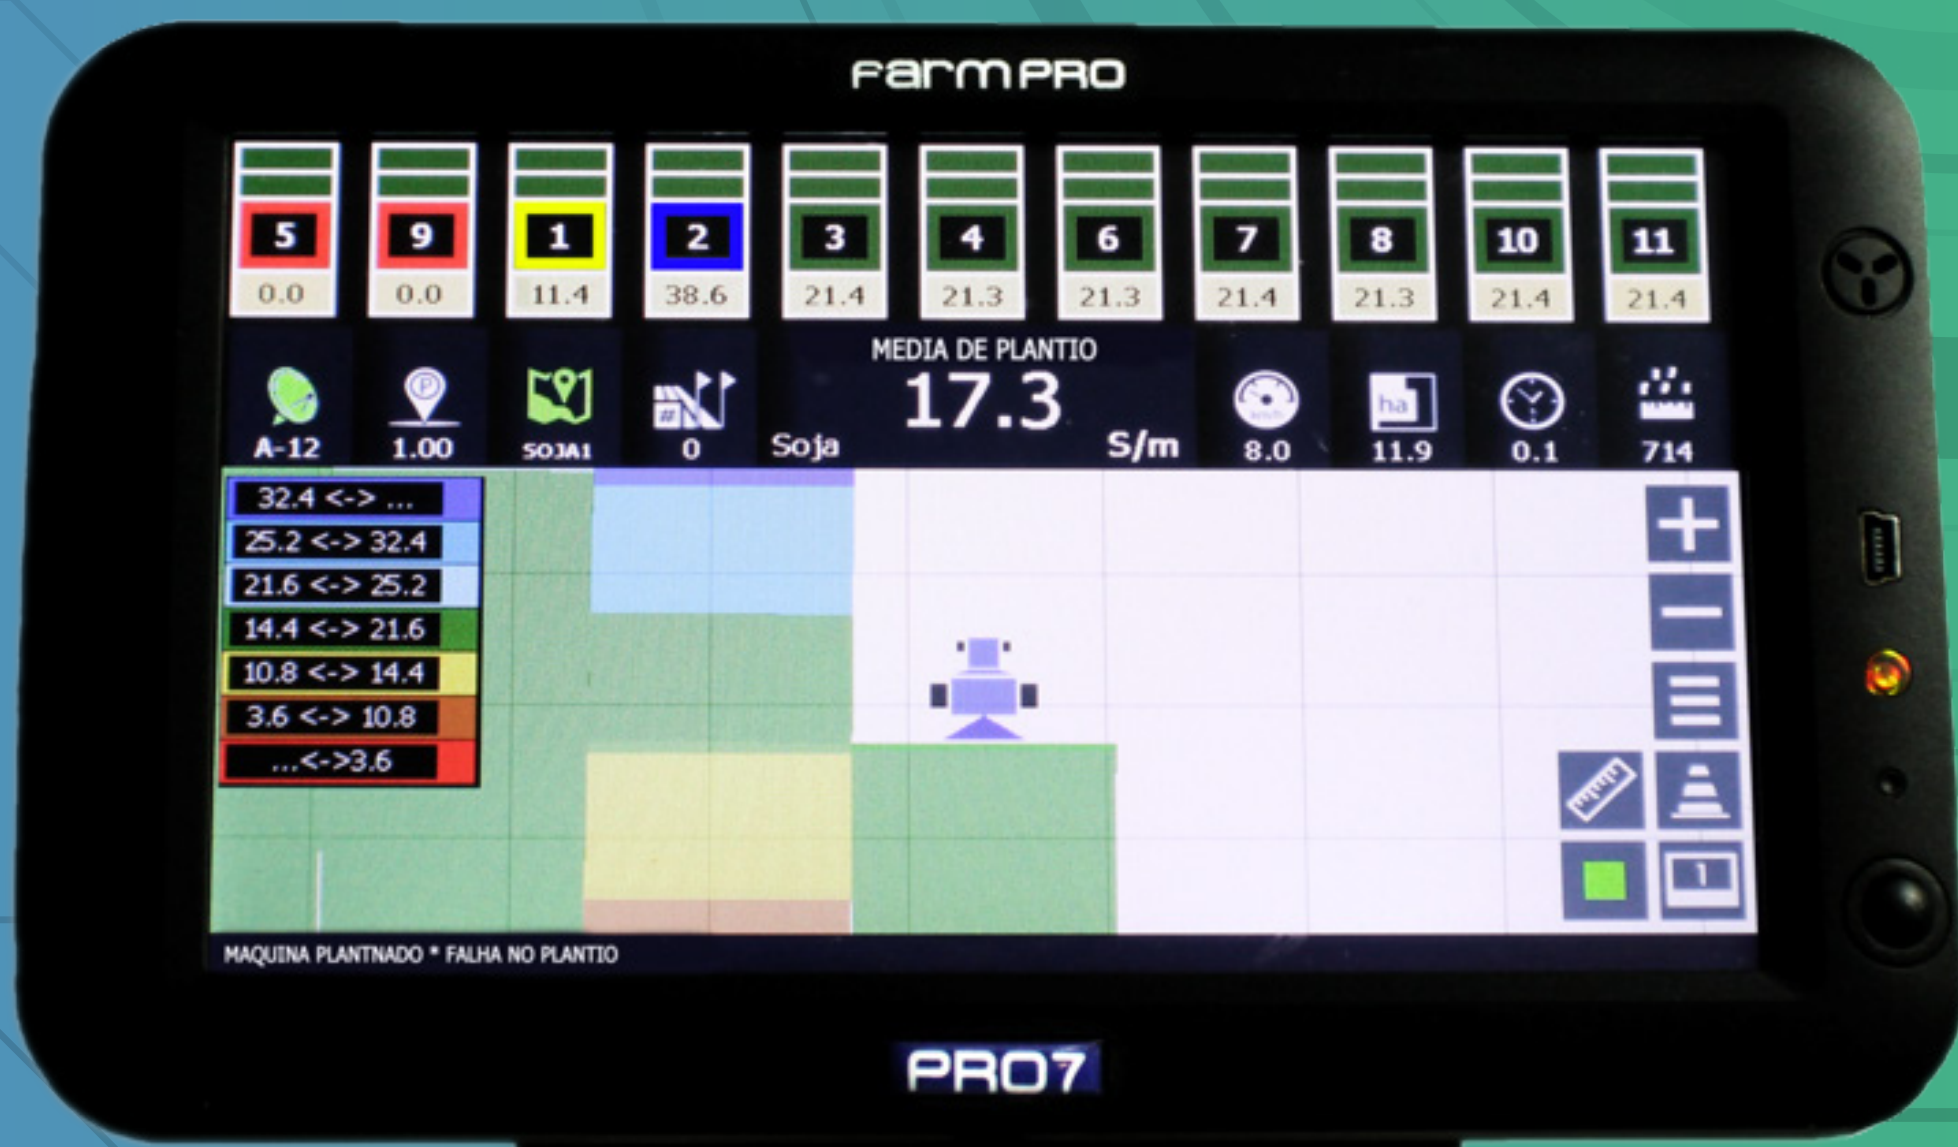 Farm PRO
5 9 1 2 3 4 6 7 8 10 11
0.0 0.0 11.4 38.6 21.4 21.3 21.3 21.4 21.3 21.4 21.4
MEDIA DE PLANTIO
17.3
Soja S/m
P
#
km/h
ha
A-12 1.00 SOJA1 0 8.0 11.9 0.1 714
32.4 <-> ...
25.2 <-> 32.4
21.6 <-> 25.2
14.4 <-> 21.6
10.8 <-> 14.4
3.6 <-> 10.8
...<->3.6
1
MAQUINA PLANTNADO * FALHA NO PLANTIO
PRO7